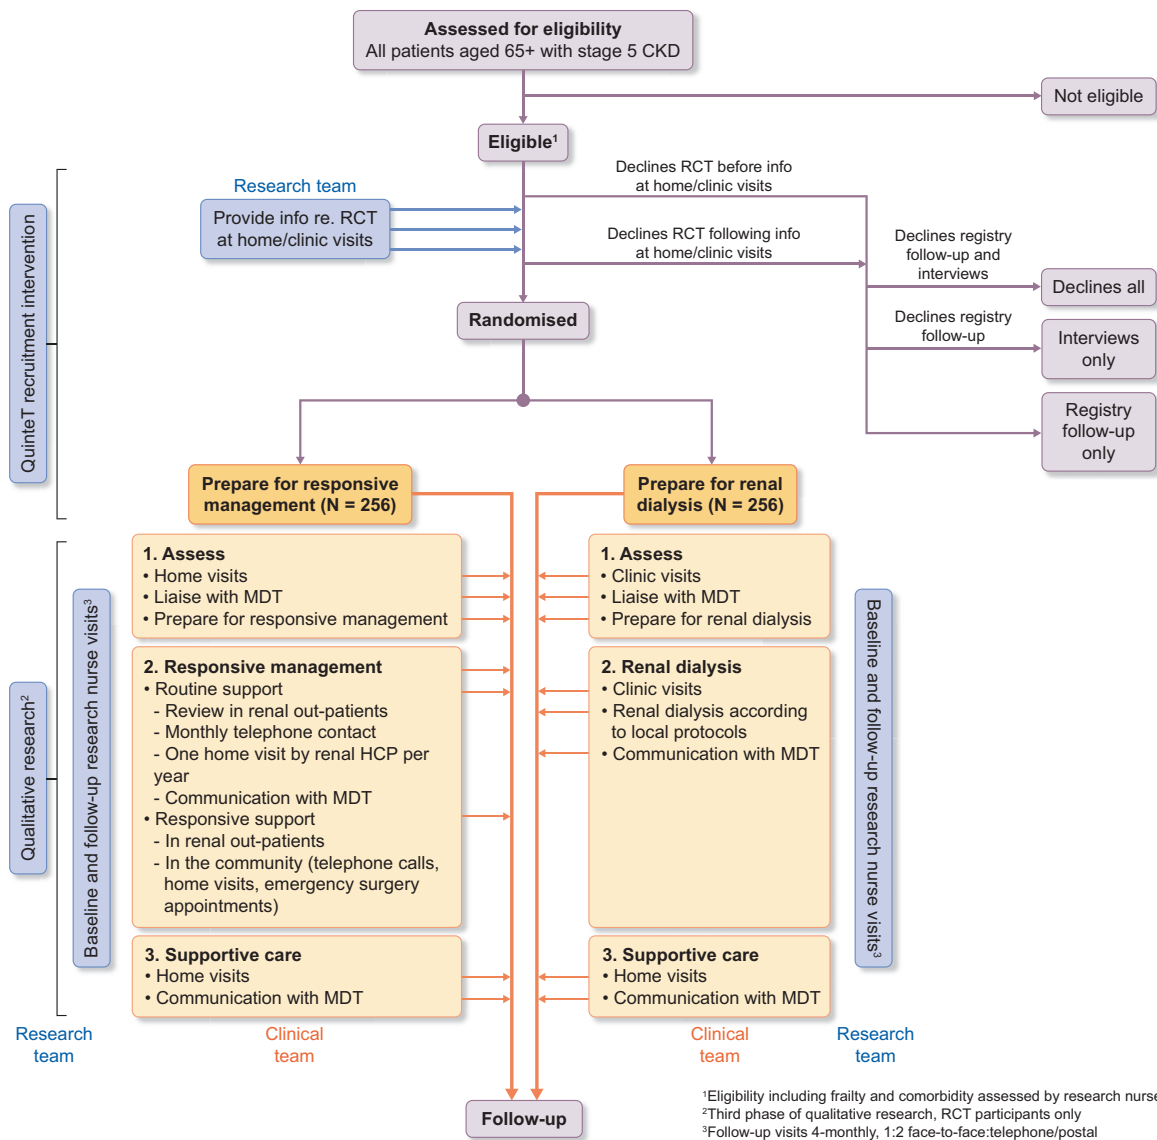 Assessed for eligibility
All patients aged 65+ with stage 5 CKD
Not eligible
Eligible¹
Declines RCT before info
at home/clinic visits
Research team
Provide info re. RCT
at home/clinic visits
Declines RCT following info
at home/clinic visits
Declines registry
follow-up and
interviews
Declines all
Randomised
Declines registry
follow-up
Interviews
only
Registry
follow-up
only
QuinteT recruitment intervention
Prepare for responsive
management (N = 256)
Prepare for renal
dialysis (N = 256)
Qualitative research²
Baseline and follow-up research nurse visits³
1. Assess
• Home visits
• Liaise with MDT
• Prepare for responsive management
2. Responsive management
• Routine support
- Review in renal out-patients
- Monthly telephone contact
- One home visit by renal HCP per
year
- Communication with MDT
• Responsive support
- In renal out-patients
- In the community (telephone calls,
home visits, emergency surgery
appointments)
3. Supportive care
• Home visits
• Communication with MDT
1. Assess
• Clinic visits
• Liaise with MDT
• Prepare for renal dialysis
2. Renal dialysis
• Clinic visits
• Renal dialysis according
to local protocols
• Communication with MDT
3. Supportive care
• Home visits
• Communication with MDT
Baseline and follow-up research nurse visits³
Research
team
Clinical
team
Clinical
team
Research
team
Follow-up
¹Eligibility including frailty and comorbidity assessed by research nurse
²Third phase of qualitative research, RCT participants only
³Follow-up visits 4-monthly, 1:2 face-to-face:telephone/postal